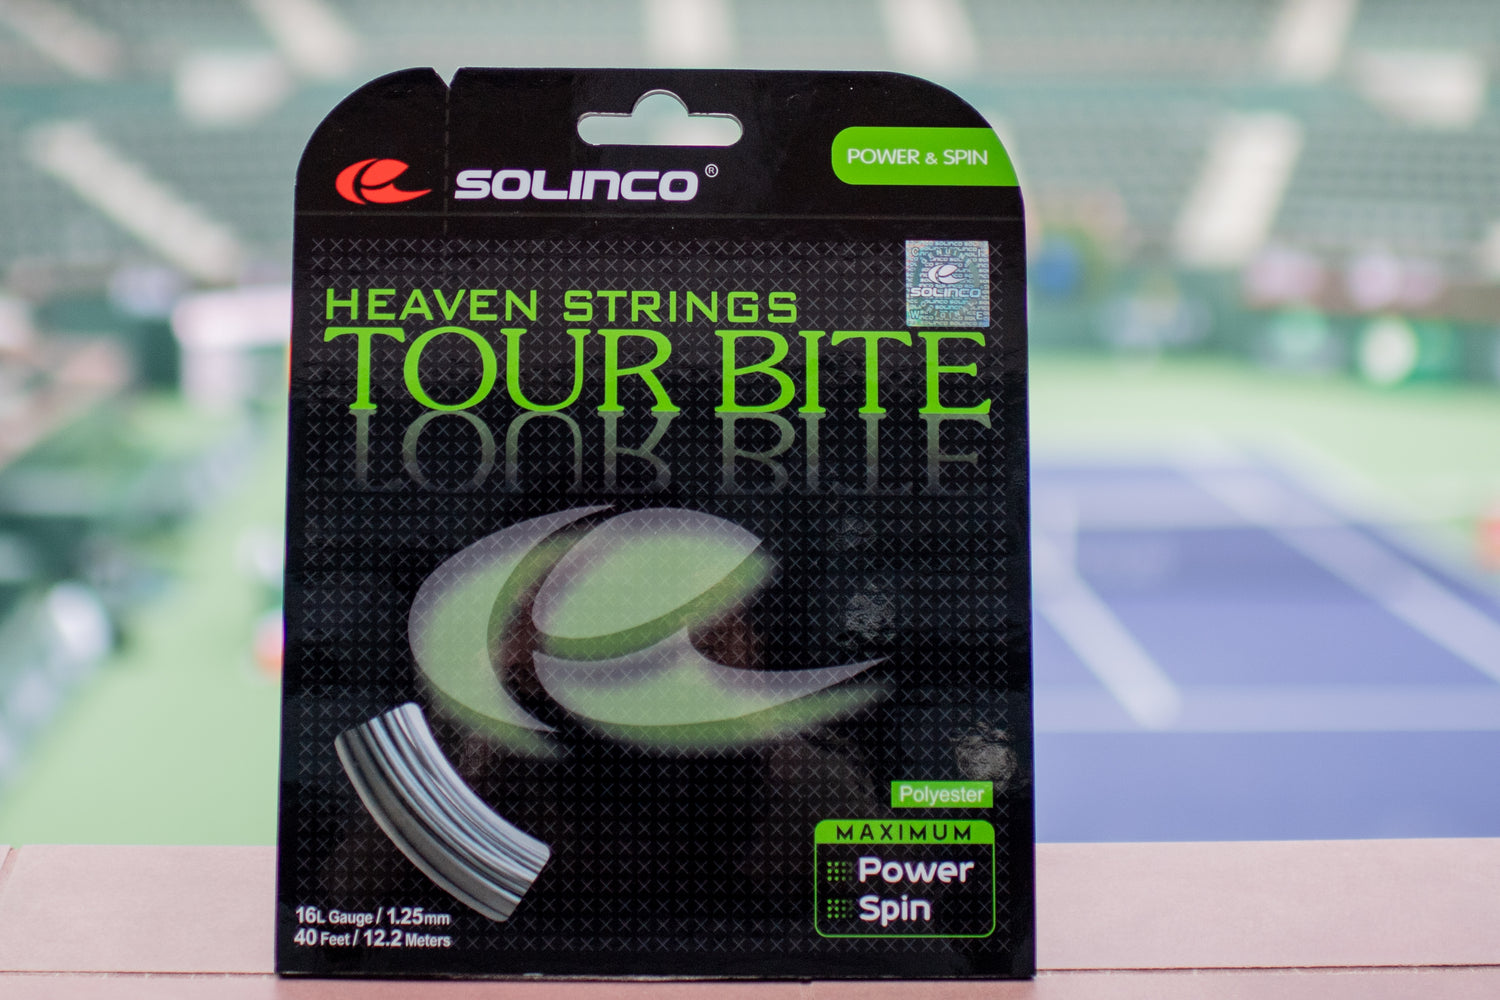 SOLINCO®
POWER & SPIN
SOLINCO
HEAVEN STRINGS
TOUR BITE
Polyester
MAXIMUM
Power
Spin
16L Gauge / 1.25mm
40 Feet / 12.2 Meters